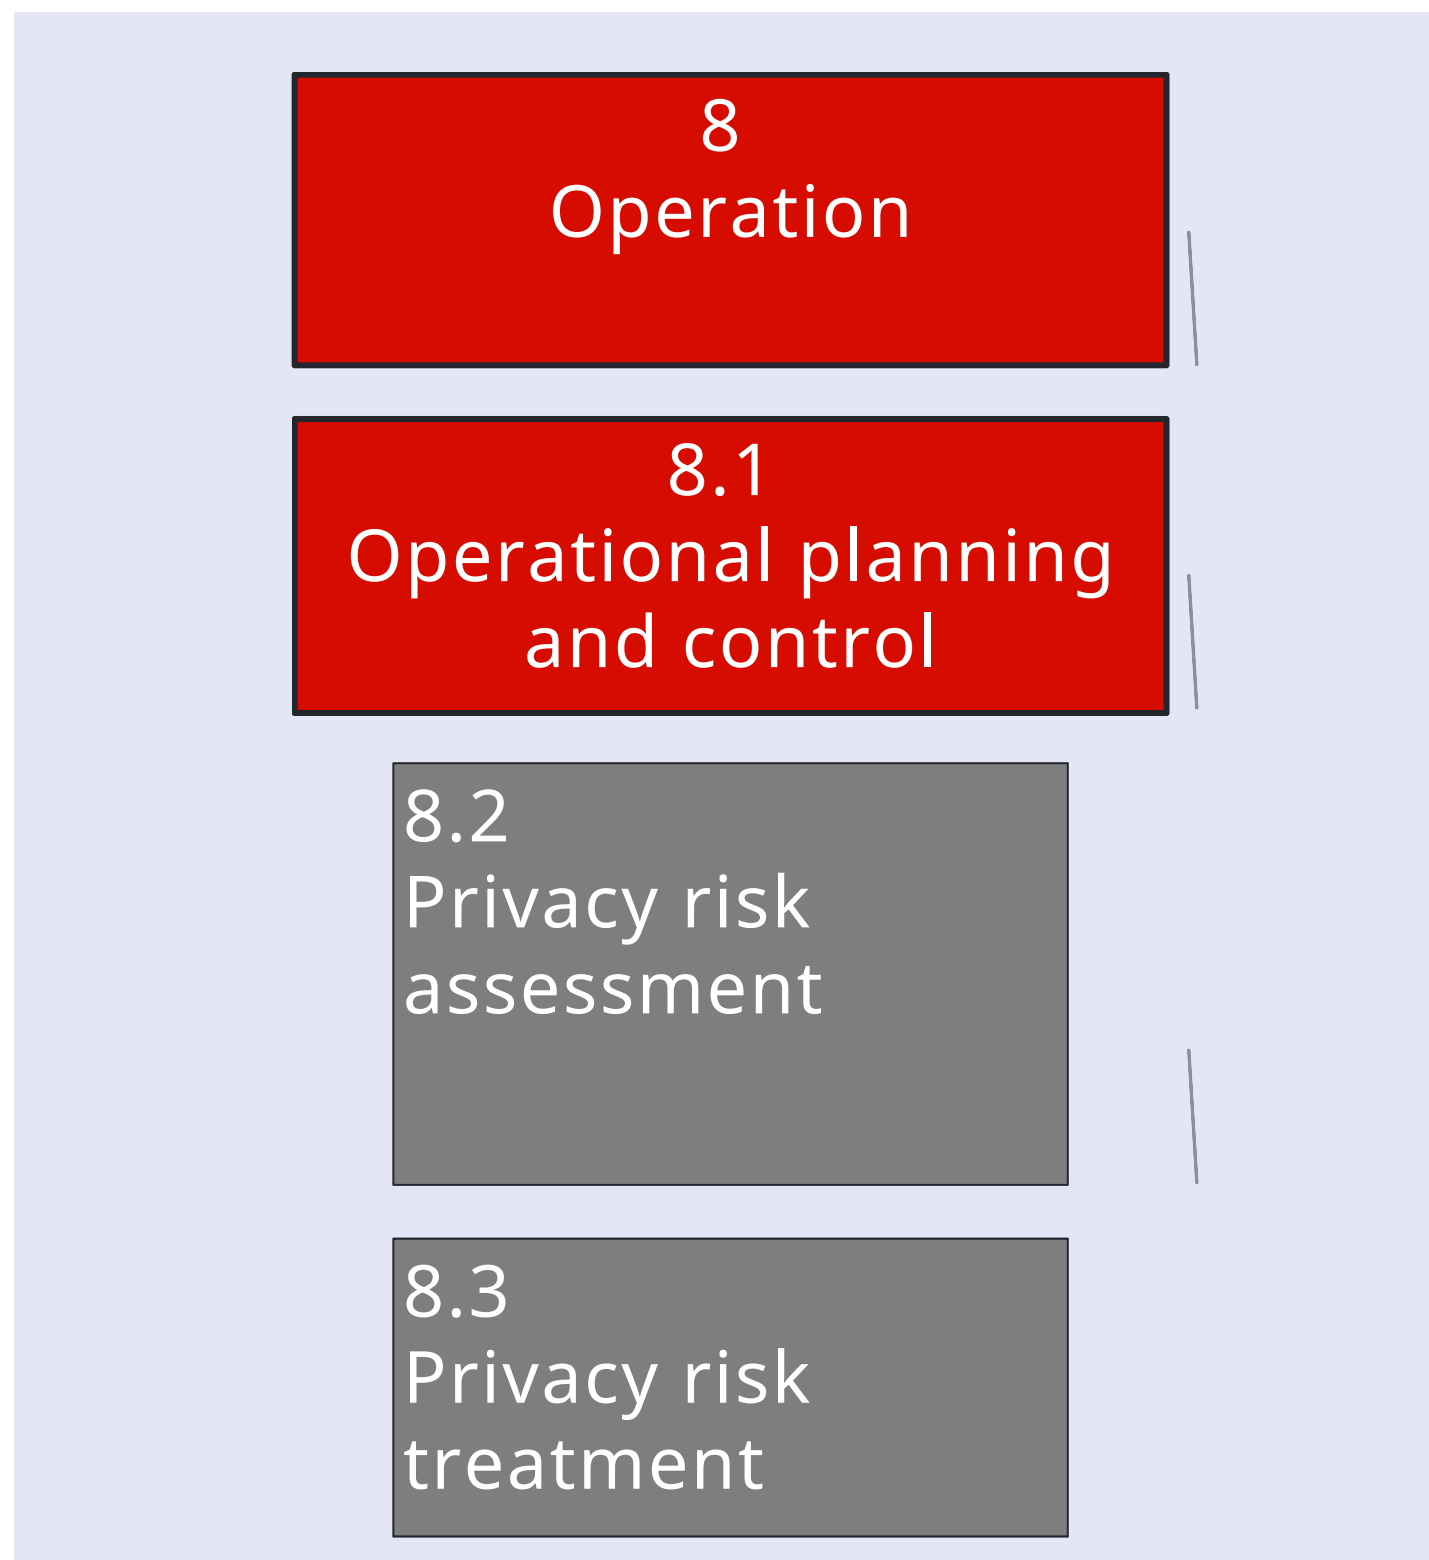 8
Operation
8.1
Operational planning
and control
8.2
Privacy risk
assessment
8.3
Privacy risk
treatment